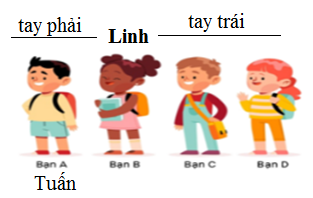 tay phải Linh tay trái
Bạn A Bạn B Bạn C Bạn D
Tuấn